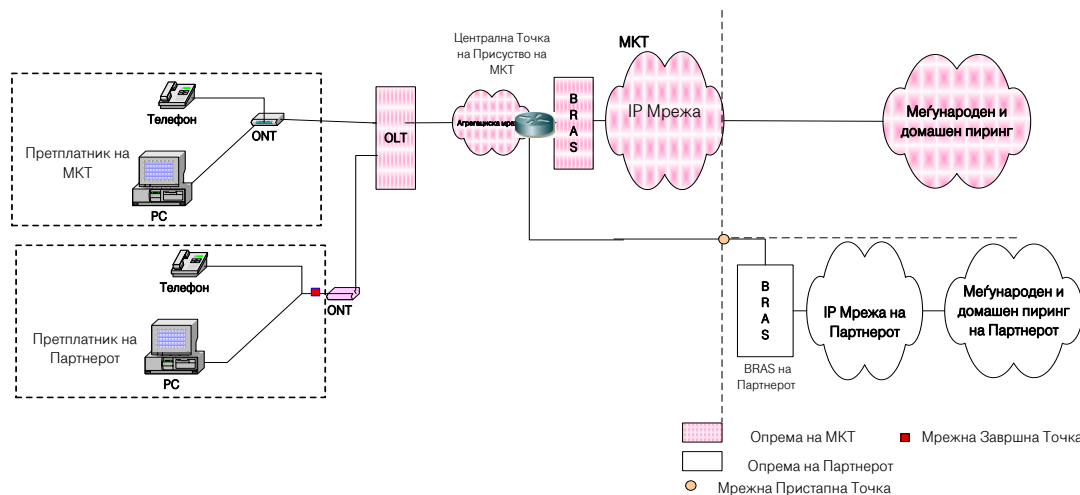 Централна Точка
на Присуство на
МКТ
МКТ
Телефон
ONT
Претплатник на
МКТ
PC
OLT
Агрегациска
B
R
A
S
IP Мрежа
Меѓународен и
домашен пиринг
Телефон
ONT
Претплатник на
Партнерот
PC
B
R
A
S
BRAS на
Партнерот
IP Мрежа на
Партнерот
Меѓународен и
домашен пиринг
на Партнерот
Опрема на МКТ
Мрежна Завршна Точка
Опрема на Партнерот
Мрежна Пристапна Точка